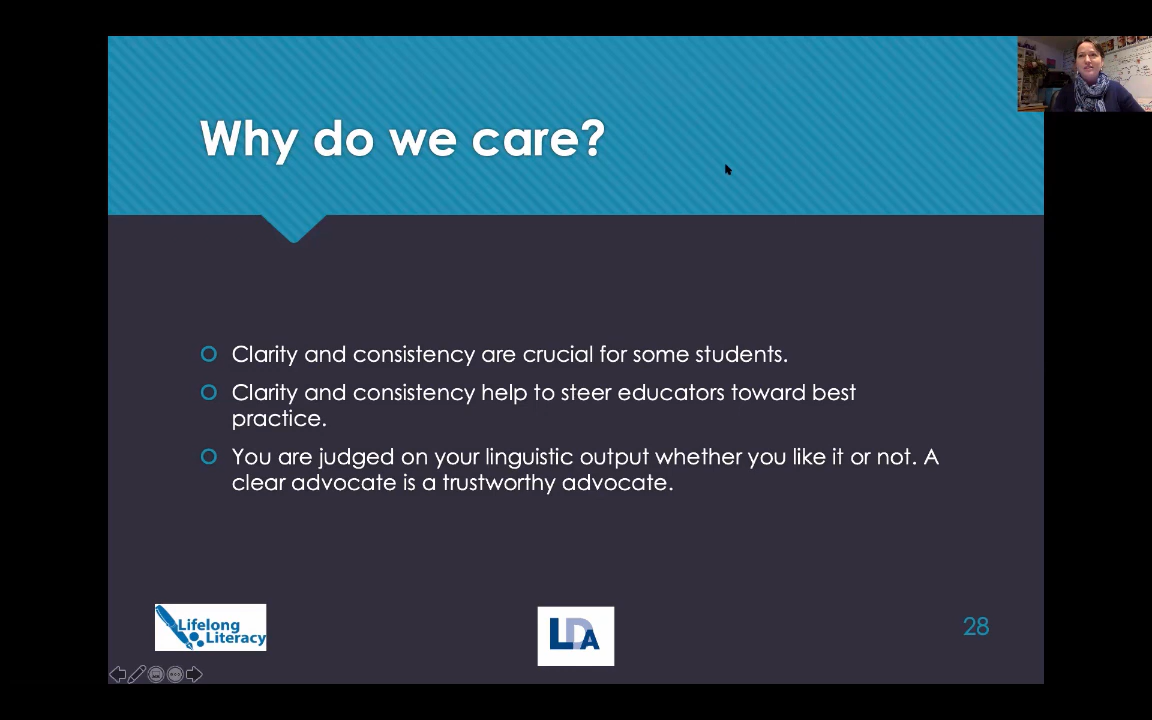 Why do we care?
Clarity and consistency are crucial for some students.
Clarity and consistency help to steer educators toward best
practice.
You are judged on your linguistic output whether you like it or not. A
clear advocate is a trustworthy advocate.
Lifelong
Literacy
LDA
28